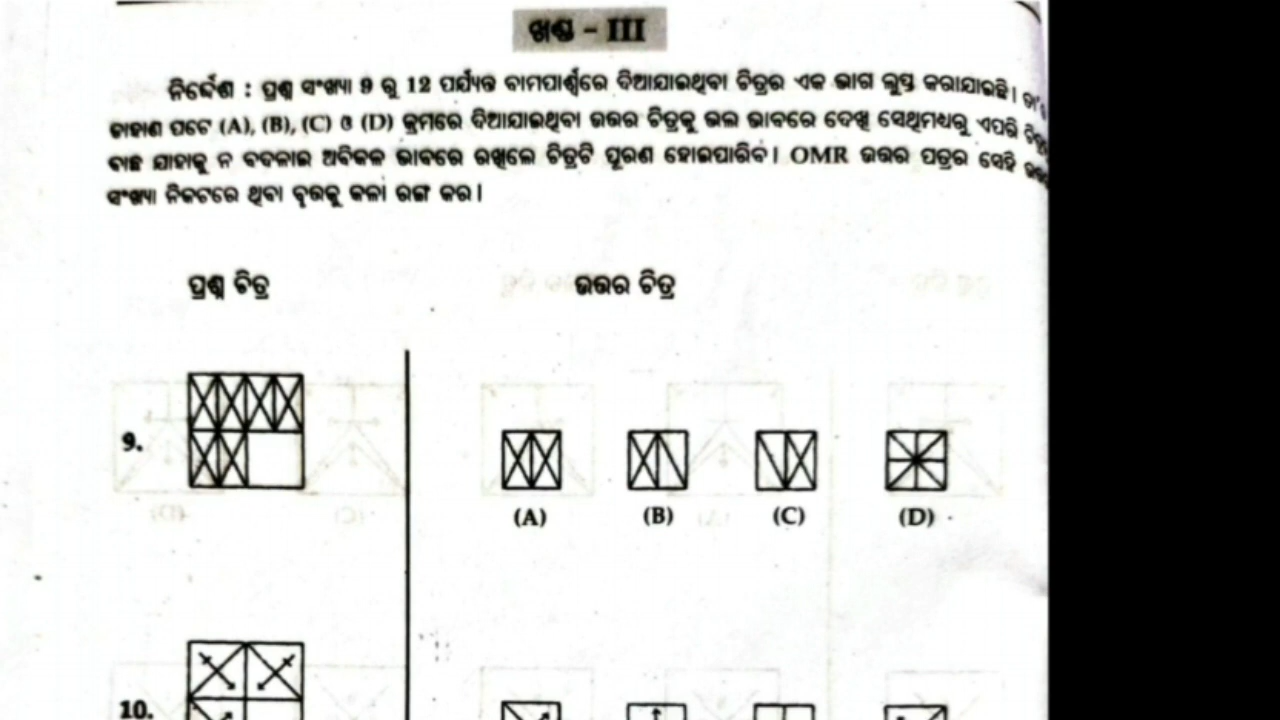 ଖଣ୍ଡ – III
ନିର୍ଦ୍ଦେଶ : ପ୍ରଶ୍ନ ସଂଖ୍ୟା 9 ରୁ 12 ପର୍ଯ୍ୟନ୍ତ ବାମପାର୍ଶ୍ୱରେ ଦିଆଯାଇଥିବା ଚିତ୍ରର ଏକ ଭାଗ ଲୁପ୍ତ କରାଯାଇଛି।
ଡାହାଣ ପଟେ (A), (B), (C) ଓ (D) କ୍ରମରେ ଦିଆଯାଇଥିବା ଉତ୍ତର ଚିତ୍ରକୁ ଭଲ ଭାବରେ ଦେଖି ସେଥିମଧ୍ୟରୁ ଏପରି
ବାଛ ଯାହାକୁ ନ ବଦଳାଇ ଅବିକଳ ଭାବରେ ରଖିଲେ ଚିତ୍ରଟି ପୂରଣ ହୋଇପାରିବ। OMR ଉତ୍ତର ପତ୍ରର ସେହି
ସଂଖ୍ୟା ନିକଟରେ ଥିବା ବୃତ୍ତକୁ କଳା ରଙ୍ଗ କର।
ପ୍ରଶ୍ନ ଚିତ୍ର ଉତ୍ତର ଚିତ୍ର
9.
(A) (B) (C) (D)
10.